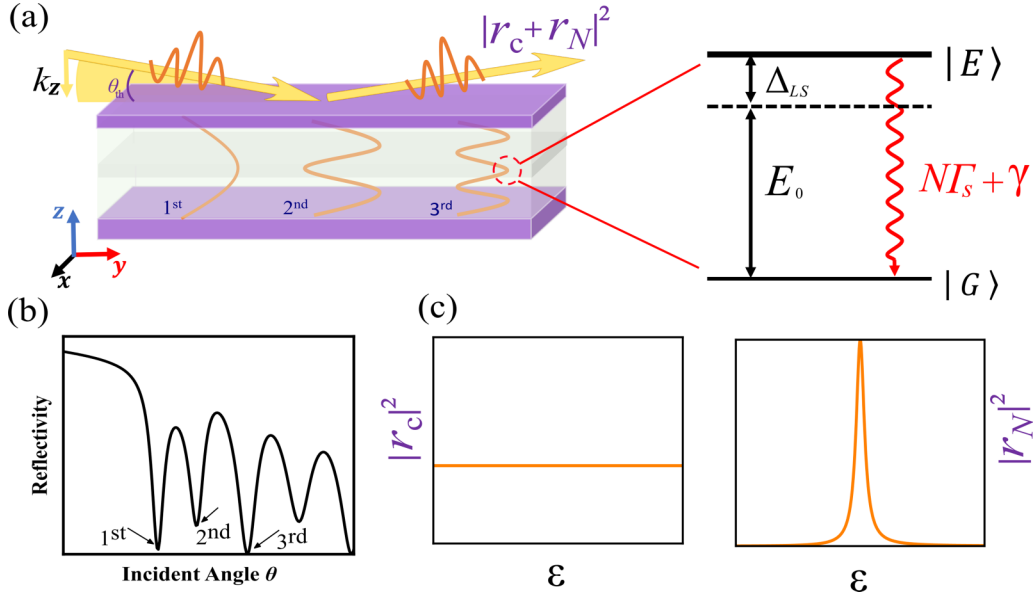 (a)
|r_c + r_N|²
k_z
θ_th
1st 2nd 3rd
z
y
x
|E⟩
Δ_LS
E_0
NΓ_s + γ
|G⟩
(b)
Reflectivity
1st 2nd 3rd
Incident Angle θ
(c)
|r_c|²
ε
|r_N|²
ε